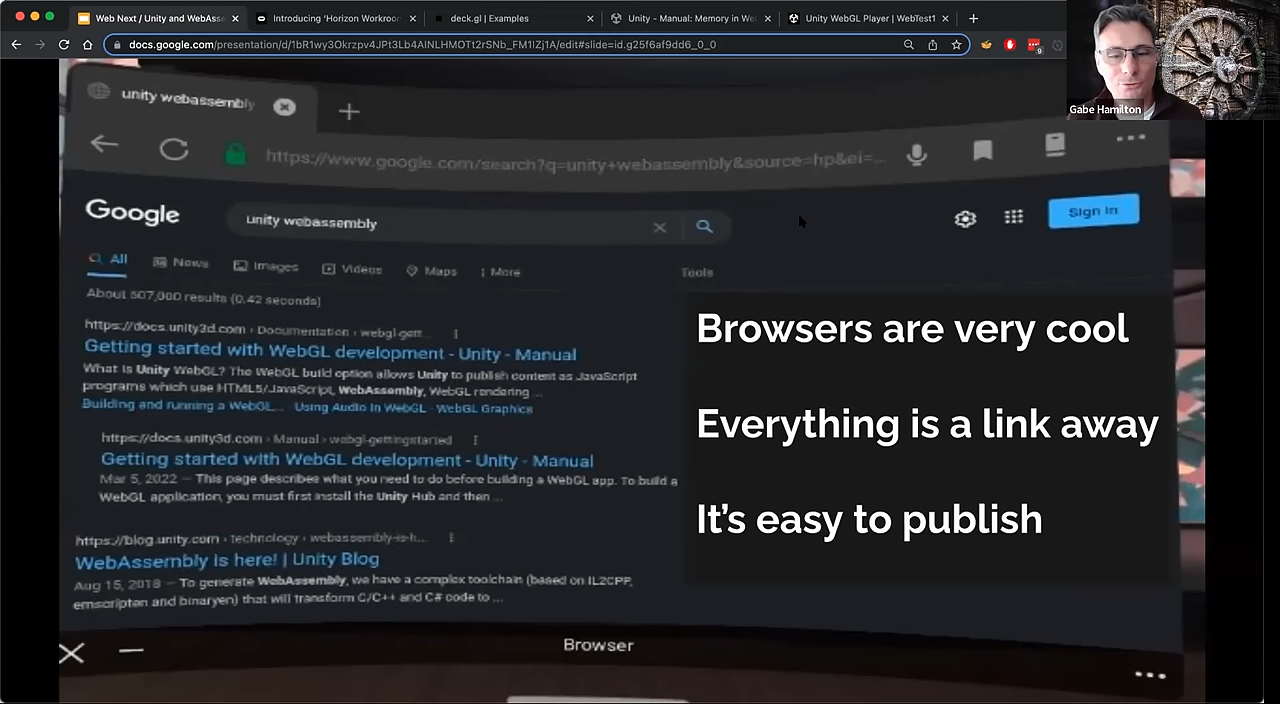 Web Next / Unity and WebAsse
Introducing ‘Horizon Workroon
deck.gl | Examples
Unity - Manual: Memory in We
Unity WebGL Player | WebTest1
docs.google.com/presentation/d/1bR1wy3Okrzpv4JPt3Lb4AINLHMOTt2rSNb_FM1IZj1A/edit#slide=id.g25f6af9dd6_0_0
9
Gabe Hamilton
unity webassembly
https://www.google.com/search?q=unity+webassembly&source=hp&ei=...
Google
unity webassembly
Sign in
All
News
Images
Videos
Maps
More
Tools
About 507,000 results (0.42 seconds)
https://docs.unity3d.com › Documentation › webgl-gett...
Getting started with WebGL development - Unity - Manual
What is Unity WebGL? The WebGL build option allows Unity to publish content as JavaScript
programs which use HTML5/JavaScript, WebAssembly, WebGL rendering ...
Building and running a WebGL... · Using Audio In WebGL · WebGL Graphics
https://docs.unity3d.com › Manual › webgl-gettingstarted
Getting started with WebGL development - Unity - Manual
Mar 5, 2022 — This page describes what you need to do before building a WebGL app. To build a
WebGL application, you must first install the Unity Hub and then ...
https://blog.unity.com › technology › webassembly-is-h...
WebAssembly is here! | Unity Blog
Aug 15, 2018 — To generate WebAssembly, we have a complex toolchain (based on IL2CPP,
emscripten and binaryen) that will transform C/C++ and C# code to ...
Browsers are very cool
Everything is a link away
It’s easy to publish
Browser